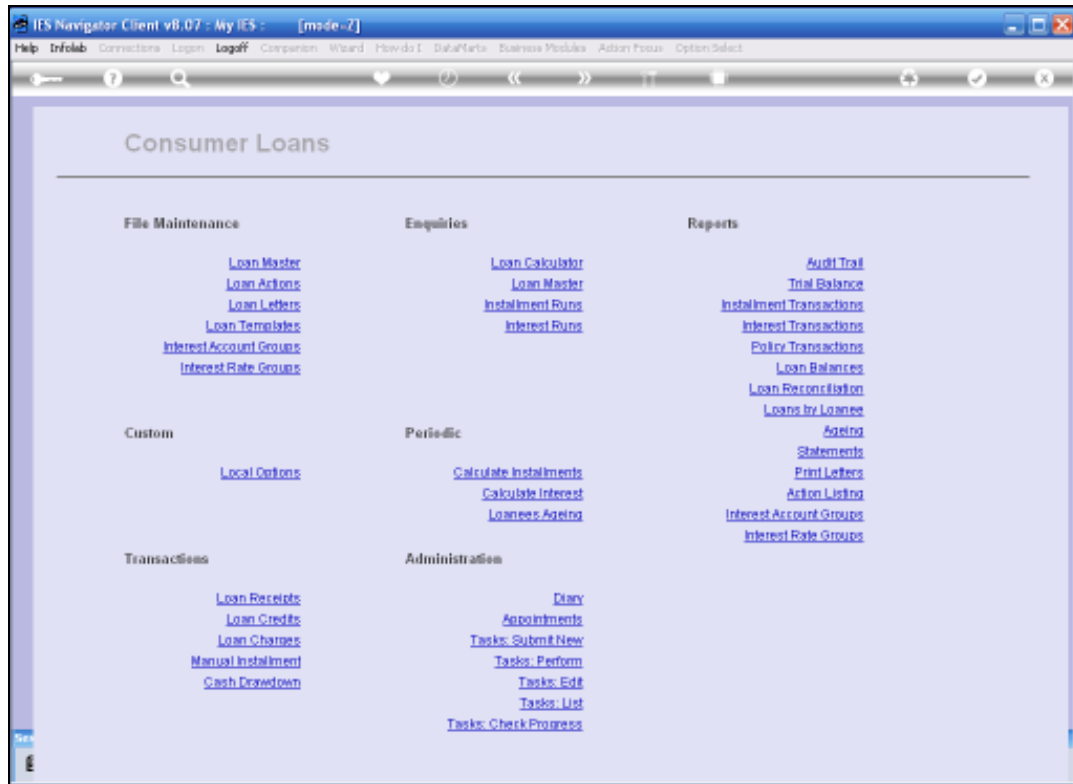 IES Navigator Client v8.07 : My IES : [mode-Z]
Help Infolab Connections Logon Logoff Companion Wizard How do I DataMarts Business Modules Action Focus Option Select
Consumer Loans
File Maintenance
Loan Master
Loan Actions
Loan Letters
Loan Templates
Interest Account Groups
Interest Rate Groups
Enquiries
Loan Calculator
Loan Master
Installment Runs
Interest Runs
Reports
Audit Trail
Trial Balance
Installment Transactions
Interest Transactions
Policy Transactions
Loan Balances
Loan Reconciliation
Loans by Loanee
Ageing
Statements
Print Letters
Action Listing
Interest Account Groups
Interest Rate Groups
Custom
Local Options
Periodic
Calculate Installments
Calculate Interest
Loanees Ageing
Transactions
Loan Receipts
Loan Credits
Loan Charges
Manual Installment
Cash Drawdown
Administration
Diary
Appointments
Tasks: Submit New
Tasks: Perform
Tasks: Edit
Tasks: List
Tasks: Check Progress